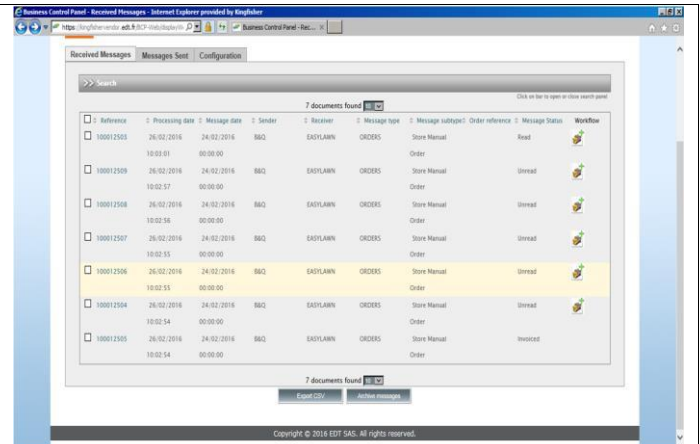 Business Control Panel - Received Messages - Internet Explorer provided by Kingfisher
Business Control Panel - Rec...
Received Messages Messages Sent Configuration
>> Search
Click on bar to open or close search panel
7 documents found
Reference Processing date Message date Sender Receiver Message type Message subtype Order reference Message Status Workflow
100012503 26/02/2016 24/02/2016 B&Q EASYLAWN ORDERS Store Manual Read
10:03:01 00:00:00 Order
100012509 26/02/2016 24/02/2016 B&Q EASYLAWN ORDERS Store Manual Unread
10:02:57 00:00:00 Order
100012508 26/02/2016 24/02/2016 B&Q EASYLAWN ORDERS Store Manual Unread
10:02:56 00:00:00 Order
100012507 26/02/2016 24/02/2016 B&Q EASYLAWN ORDERS Store Manual Unread
10:02:55 00:00:00 Order
100012506 26/02/2016 24/02/2016 B&Q EASYLAWN ORDERS Store Manual Unread
10:02:55 00:00:00 Order
100012504 26/02/2016 24/02/2016 B&Q EASYLAWN ORDERS Store Manual Unread
10:02:54 00:00:00 Order
100012505 26/02/2016 24/02/2016 B&Q EASYLAWN ORDERS Store Manual Invoiced
10:02:54 00:00:00 Order
7 documents found
Export CSV Archive messages
Copyright © 2016 EDT SAS. All rights reserved.